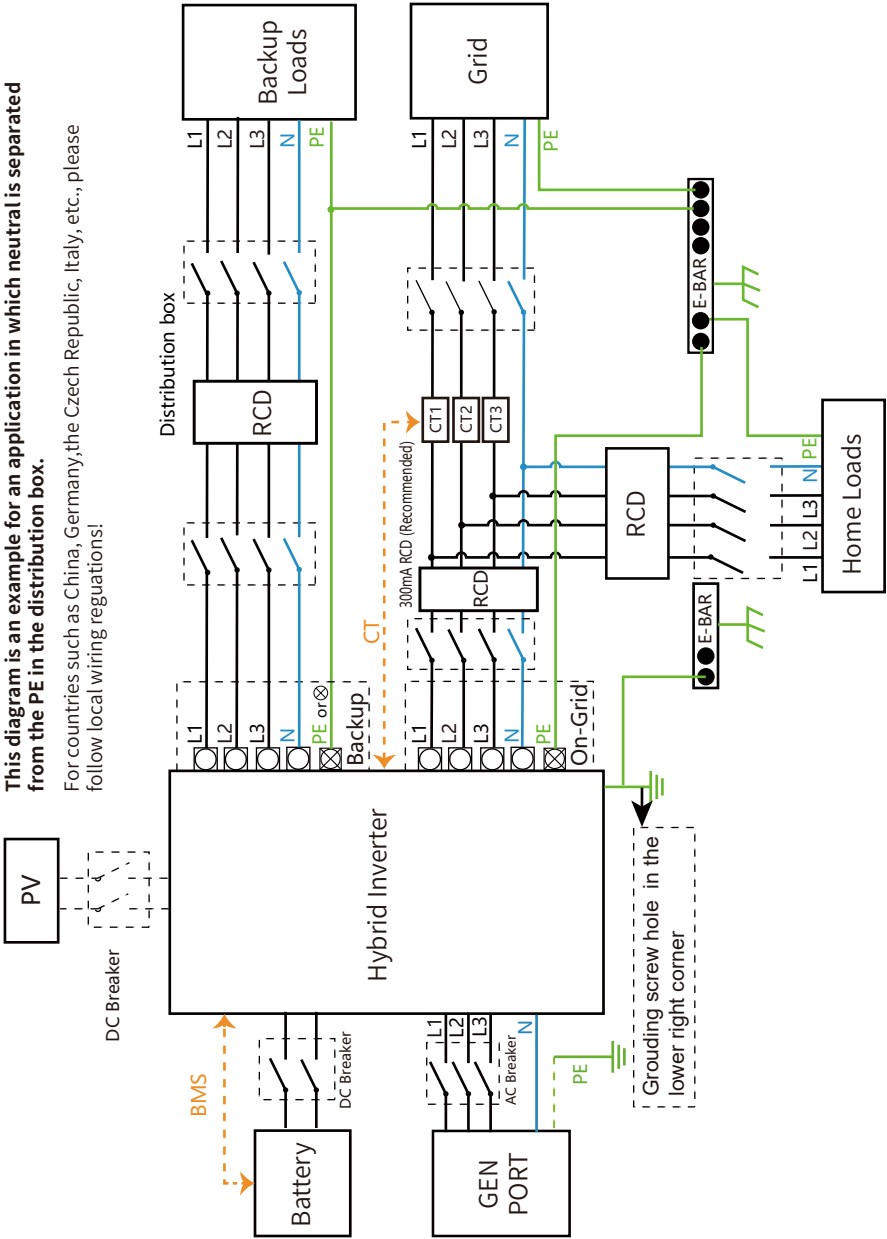 This diagram is an example for an application in which neutral is separated
from the PE in the distribution box.
For countries such as China, Germany,the Czech Republic, Italy, etc., please
follow local wiring reguations!
PV
DC Breaker
Distribution box
Backup
Loads
L1
L2
L3
N
PE
RCD
L1
L2
L3
N
PE or
Backup
BMS
Battery
DC Breaker
Hybrid Inverter
CT
300mA RCD (Recommended)
Grid
L1
L2
L3
N
PE
CT1
CT2
CT3
RCD
L1
L2
L3
N
PE
On-Grid
GEN
PORT
L1
L2
L3
N
AC Breaker
PE
RCD
E-BAR
E-BAR
L1
L2
L3
N
PE
Home Loads
Grouding screw hole in the
lower right corner